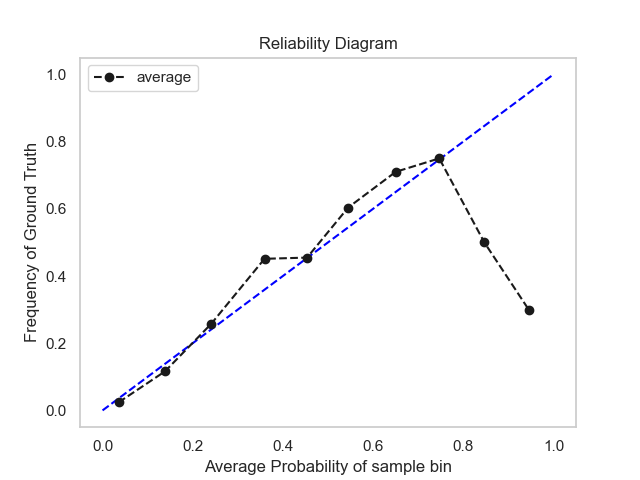 Reliability Diagram
average
Frequency of Ground Truth
1.0
0.8
0.6
0.4
0.2
0.0
0.0 0.2 0.4 0.6 0.8 1.0
Average Probability of sample bin